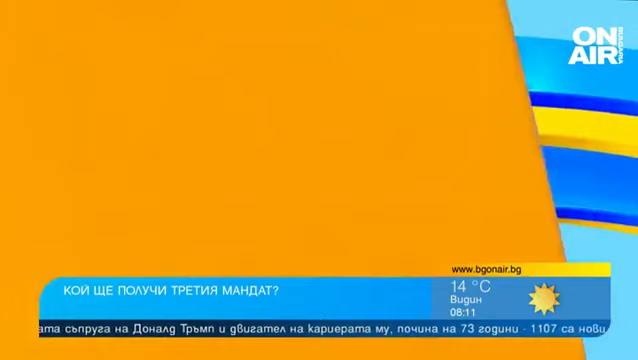 ON
AIR
BULGARIA
www.bgonair.bg
КОЙ ЩЕ ПОЛУЧИ ТРЕТИЯ МАНДАТ?
14 °C
Видин
08:11
съпруга на Доналд Тръмп и двигател на кариерата му, почина на 73 години - 1107 са нови